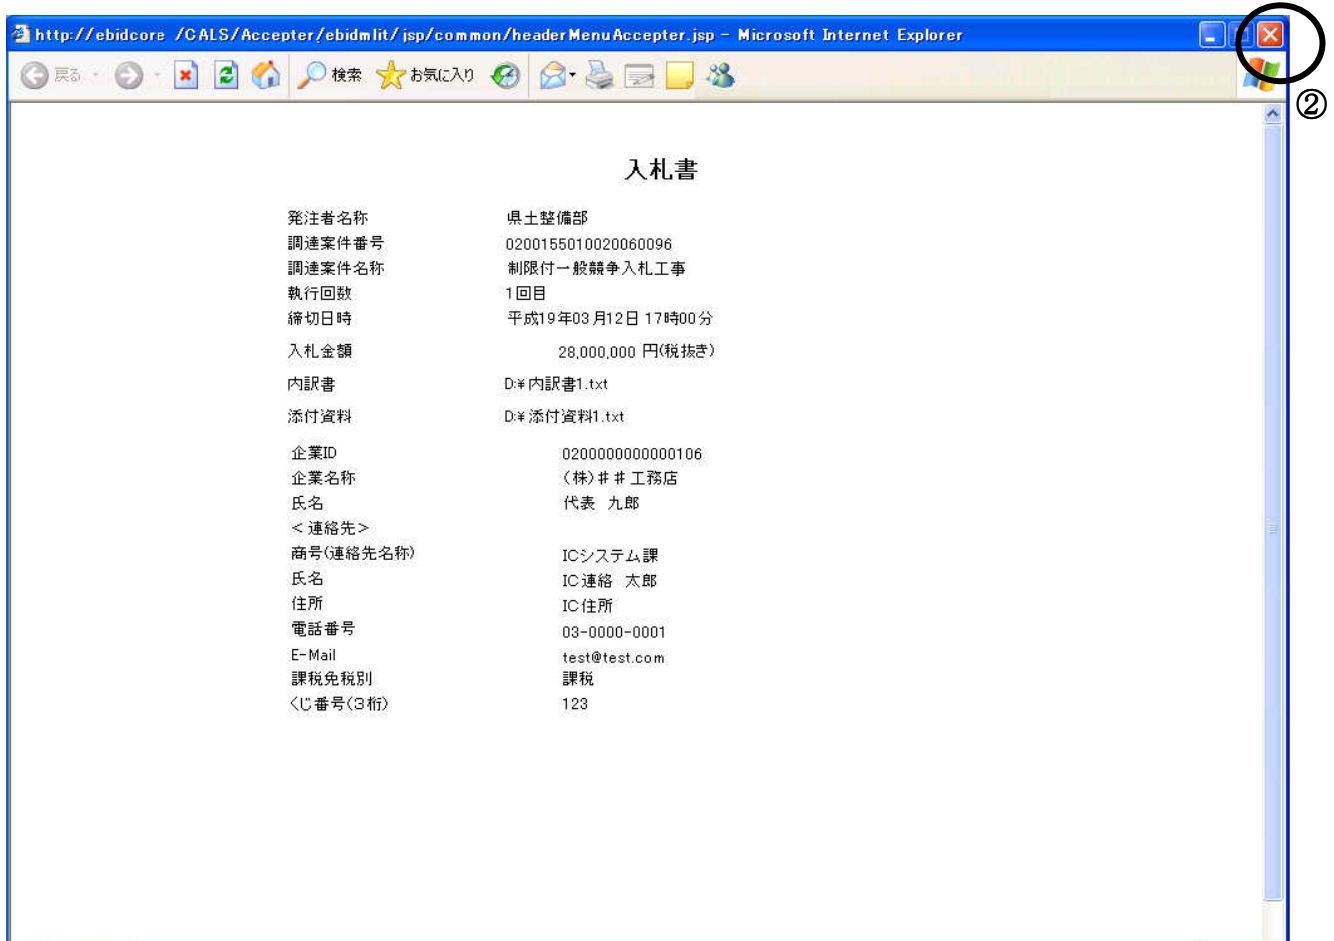 http://ebidcore /CALS/Accepter/ebidmlit/jsp/common/headerMenuAccepter.jsp - Microsoft Internet Explorer
戻る 検索 お気に入り
②
入札書
発注者名称 県土整備部
調達案件番号 0200155010020060096
調達案件名称 制限付一般競争入札工事
執行回数 1回目
締切日時 平成19年03月12日 17時00分
入札金額 28,000,000 円(税抜き)
内訳書 D:¥内訳書1.txt
添付資料 D:¥添付資料1.txt
企業ID 0200000000000106
企業名称 (株)##工務店
氏名 代表 九郎
<連絡先>
商号(連絡先名称) ICシステム課
氏名 IC連絡 太郎
住所 IC住所
電話番号 03-0000-0001
E-Mail test@test.com
課税免税別 課税
くじ番号(3桁) 123